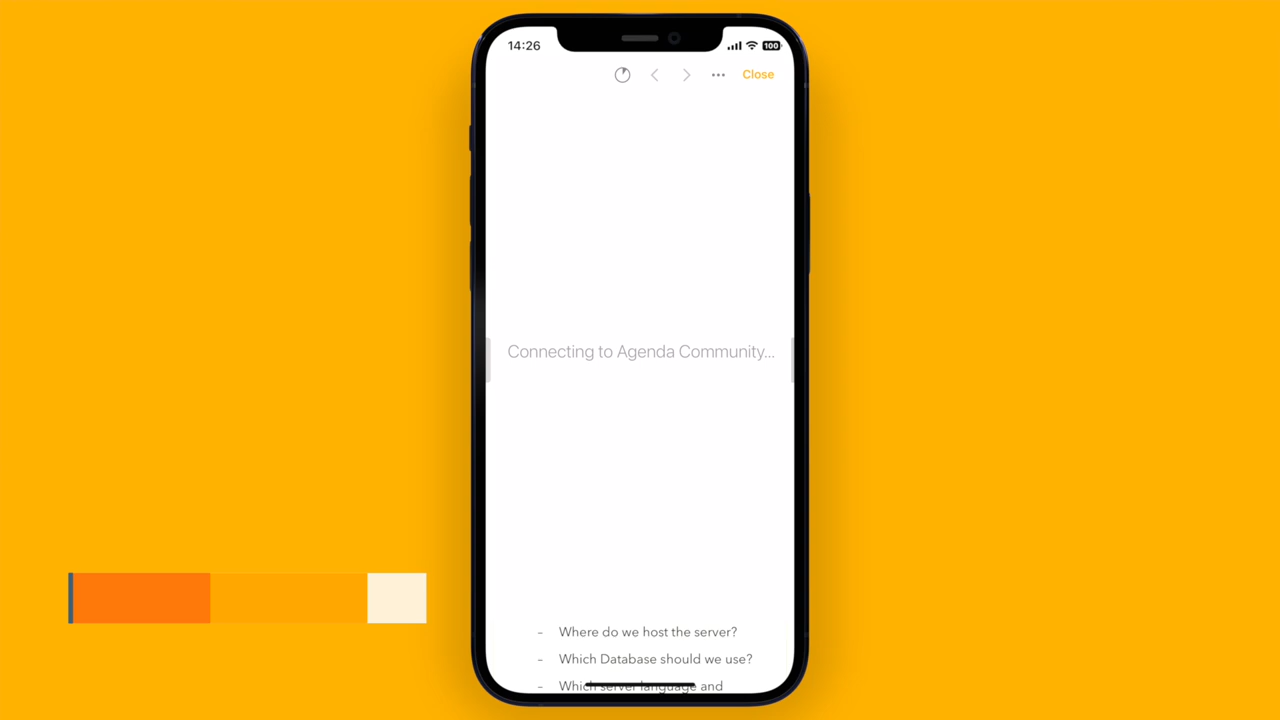 14:26
100
Close
Connecting to Agenda Community...
- Where do we host the server?
- Which Database should we use?
- Which server language and